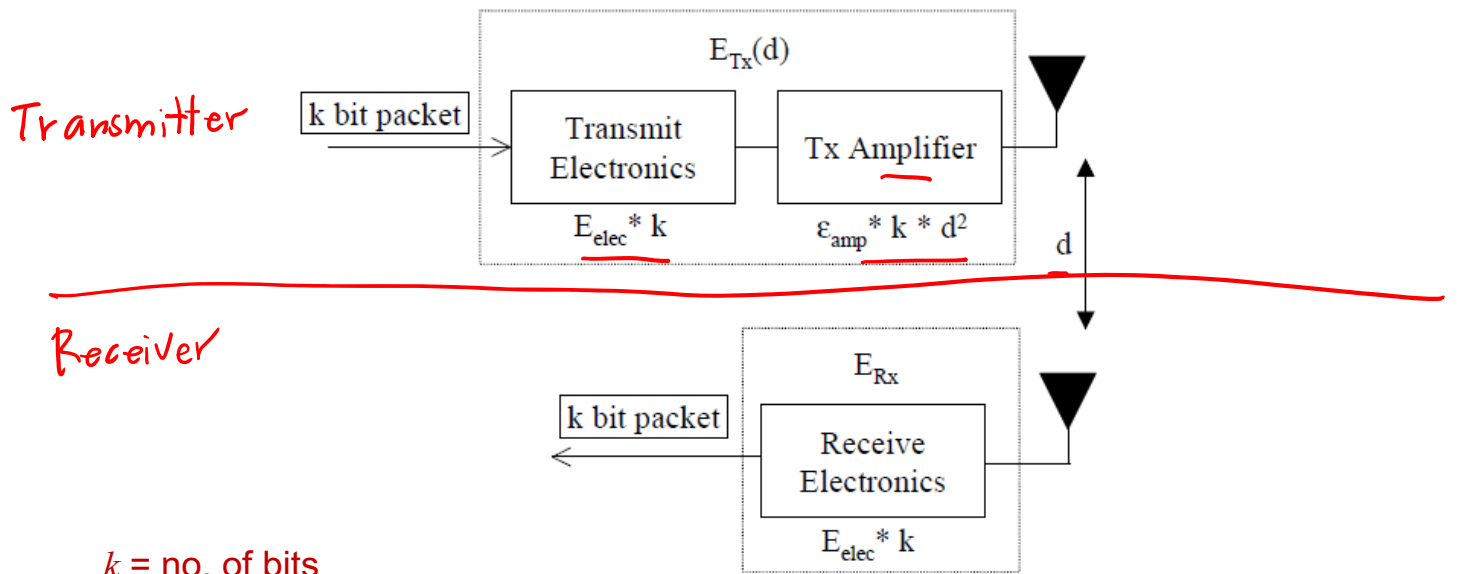 E_Tx(d)
Transmitter
k bit packet
Transmit
Electronics
Tx Amplifier
E_elec* k
ε_amp* k * d²
d
Receiver
E_Rx
k bit packet
Receive
Electronics
E_elec* k
k = no. of bits